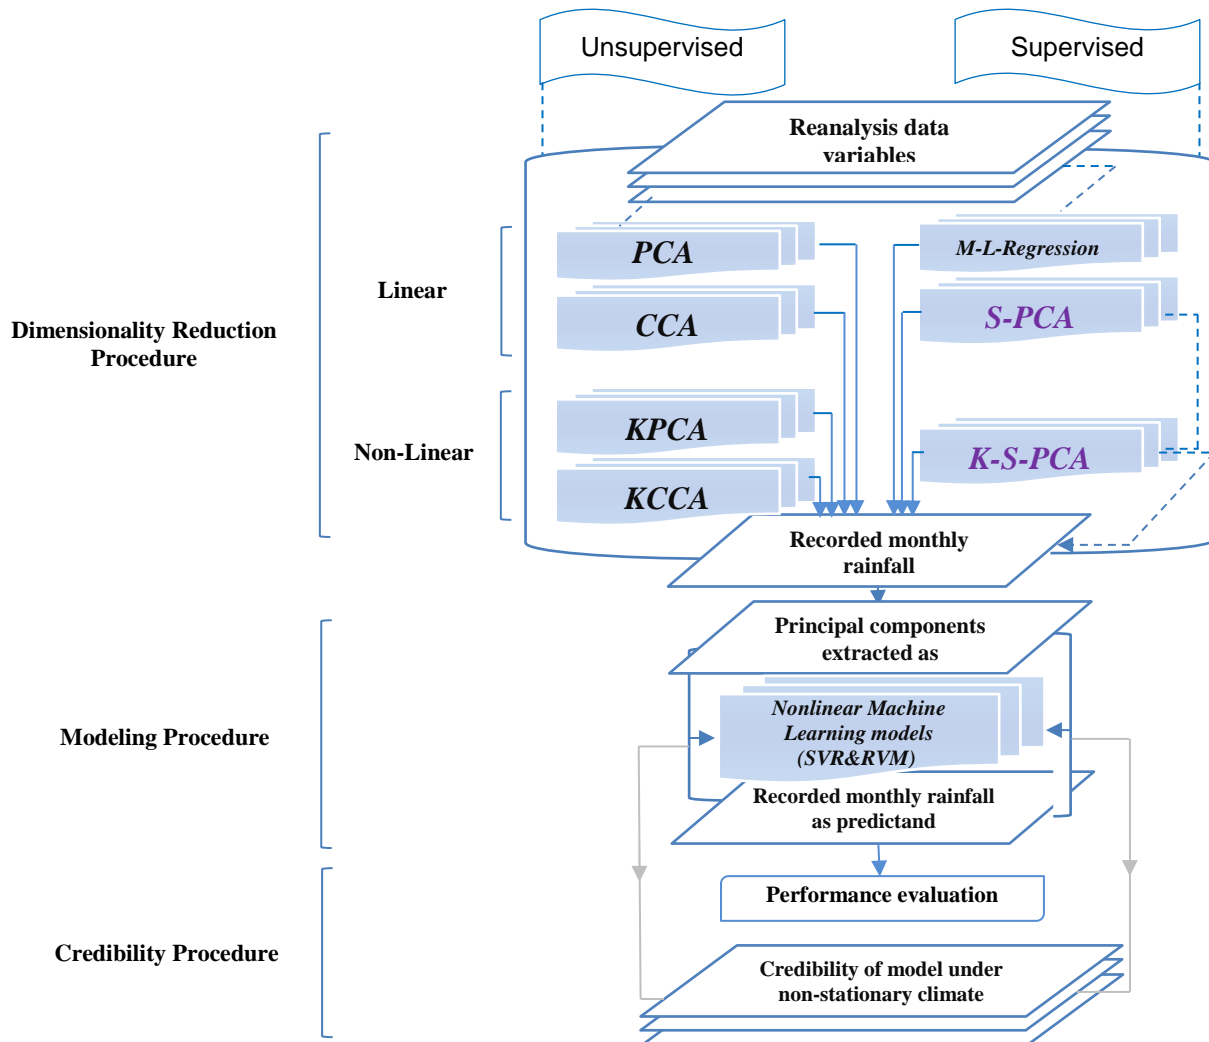 Unsupervised
Supervised
Reanalysis data
variables
PCA
M-L-Regression
Linear
CCA
S-PCA
Dimensionality Reduction
Procedure
Non-Linear
KPCA
K-S-PCA
KCCA
Recorded monthly
rainfall
Principal components
extracted as
Modeling Procedure
Nonlinear Machine
Learning models
(SVR&RVM)
Recorded monthly rainfall
as predictand
Performance evaluation
Credibility Procedure
Credibility of model under
non-stationary climate